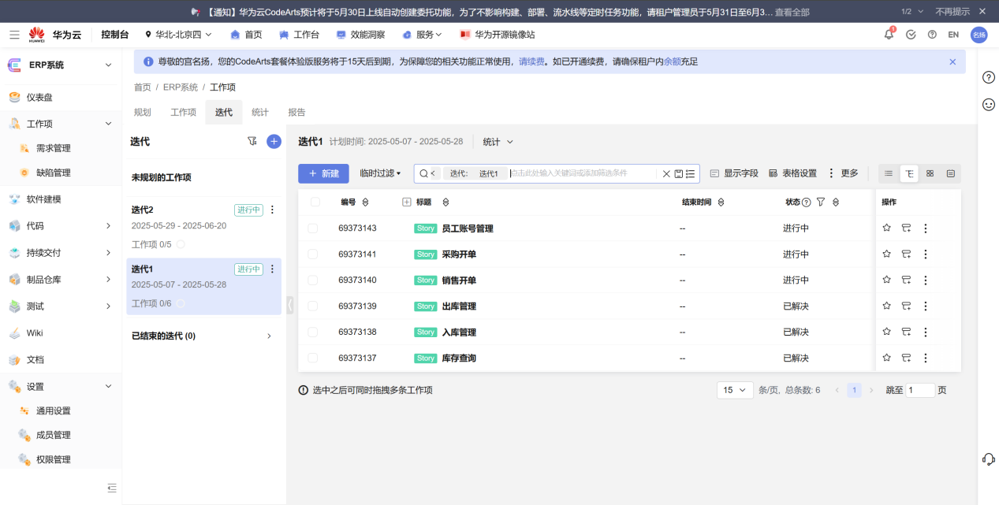 【通知】华为云CodeArts预计将于5月30日上线自动创建委托功能，为了不影响构建、部署、流水线等定时任务功能，请租户管理员于5月31日至6月3... 查看全部 1/2 不再提示
HUAWEI 华为云 控制台 华北-北京四 首页 工作台 效能洞察 服务 华为开源镜像站 1 EN 名扬
ERP系统
仪表盘
工作项
需求管理
缺陷管理
软件建模
代码
持续交付
制品仓库
测试
Wiki
文档
设置
通用设置
成员管理
权限管理
尊敬的宫名扬，您的CodeArts套餐体验版服务将于15天后到期，为保障您的相关功能正常使用，请续费。如已开通续费，请确保租户内余额充足
首页 / ERP系统 / 工作项
规划 工作项 迭代 统计 报告
迭代
未规划的工作项
迭代2 进行中
2025-05-29 - 2025-06-20
工作项 0/5
迭代1 进行中
2025-05-07 - 2025-05-28
工作项 0/6
已结束的迭代 (0)
迭代1 计划时间: 2025-05-07 - 2025-05-28 统计
+ 新建 临时过滤 迭代: 迭代1 点击此处输入关键词或添加筛选条件 显示字段 表格设置 更多
编号 标题 结束时间 状态 操作
69373143 Story 员工账号管理 -- 进行中
69373141 Story 采购开单 -- 进行中
69373140 Story 销售开单 -- 进行中
69373139 Story 出库管理 -- 已解决
69373138 Story 入库管理 -- 已解决
69373137 Story 库存查询 -- 已解决
选中之后可同时拖拽多条工作项 15 条/页, 总条数: 6 1 跳至 1 页